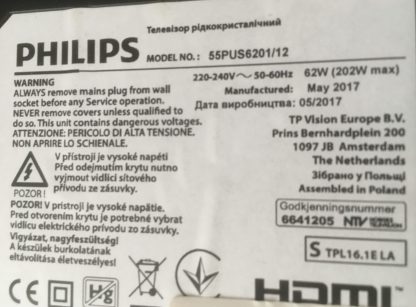 Телевізор рідкокристалічний
PHILIPS MODEL NO.: 55PUS6201/12
220-240V~ 50-60Hz 62W (202W max)
Manufactured: May 2017
Дата виробництва: 05/2017
WARNING
ALWAYS remove mains plug from wall
socket before any Service operation.
NEVER remove covers unless qualified to
do so. This unit contains dangerous voltages.
ATTENZIONE: PERICOLO DI ALTA TENSIONE.
NON APRIRE LO SCHIENALE.
TP Vision Europe B.V.
Prins Bernhardplein 200
1097 JB Amsterdam
The Netherlands
Зібрано у Польщі
Assembled in Poland
V přístroji je vysoké napětí
Před odejmutím krytu nutno
vyjmout vidlici síťového
přívodu ze zásuvky.
POZOR!
POZOR! V pristroji je vysoké napätie.
Pred otvorením krytu je potrebné vybrat
vidlicu elektrického prívodu zo zásuvky.
Vigyázat, nagyfeszültség!
A készülék burkolatának
eltávolítása életveszélyes!
Godkjenningsnummer
6641205 NTV
S TPL16.1E LA
CE Hg HDMI